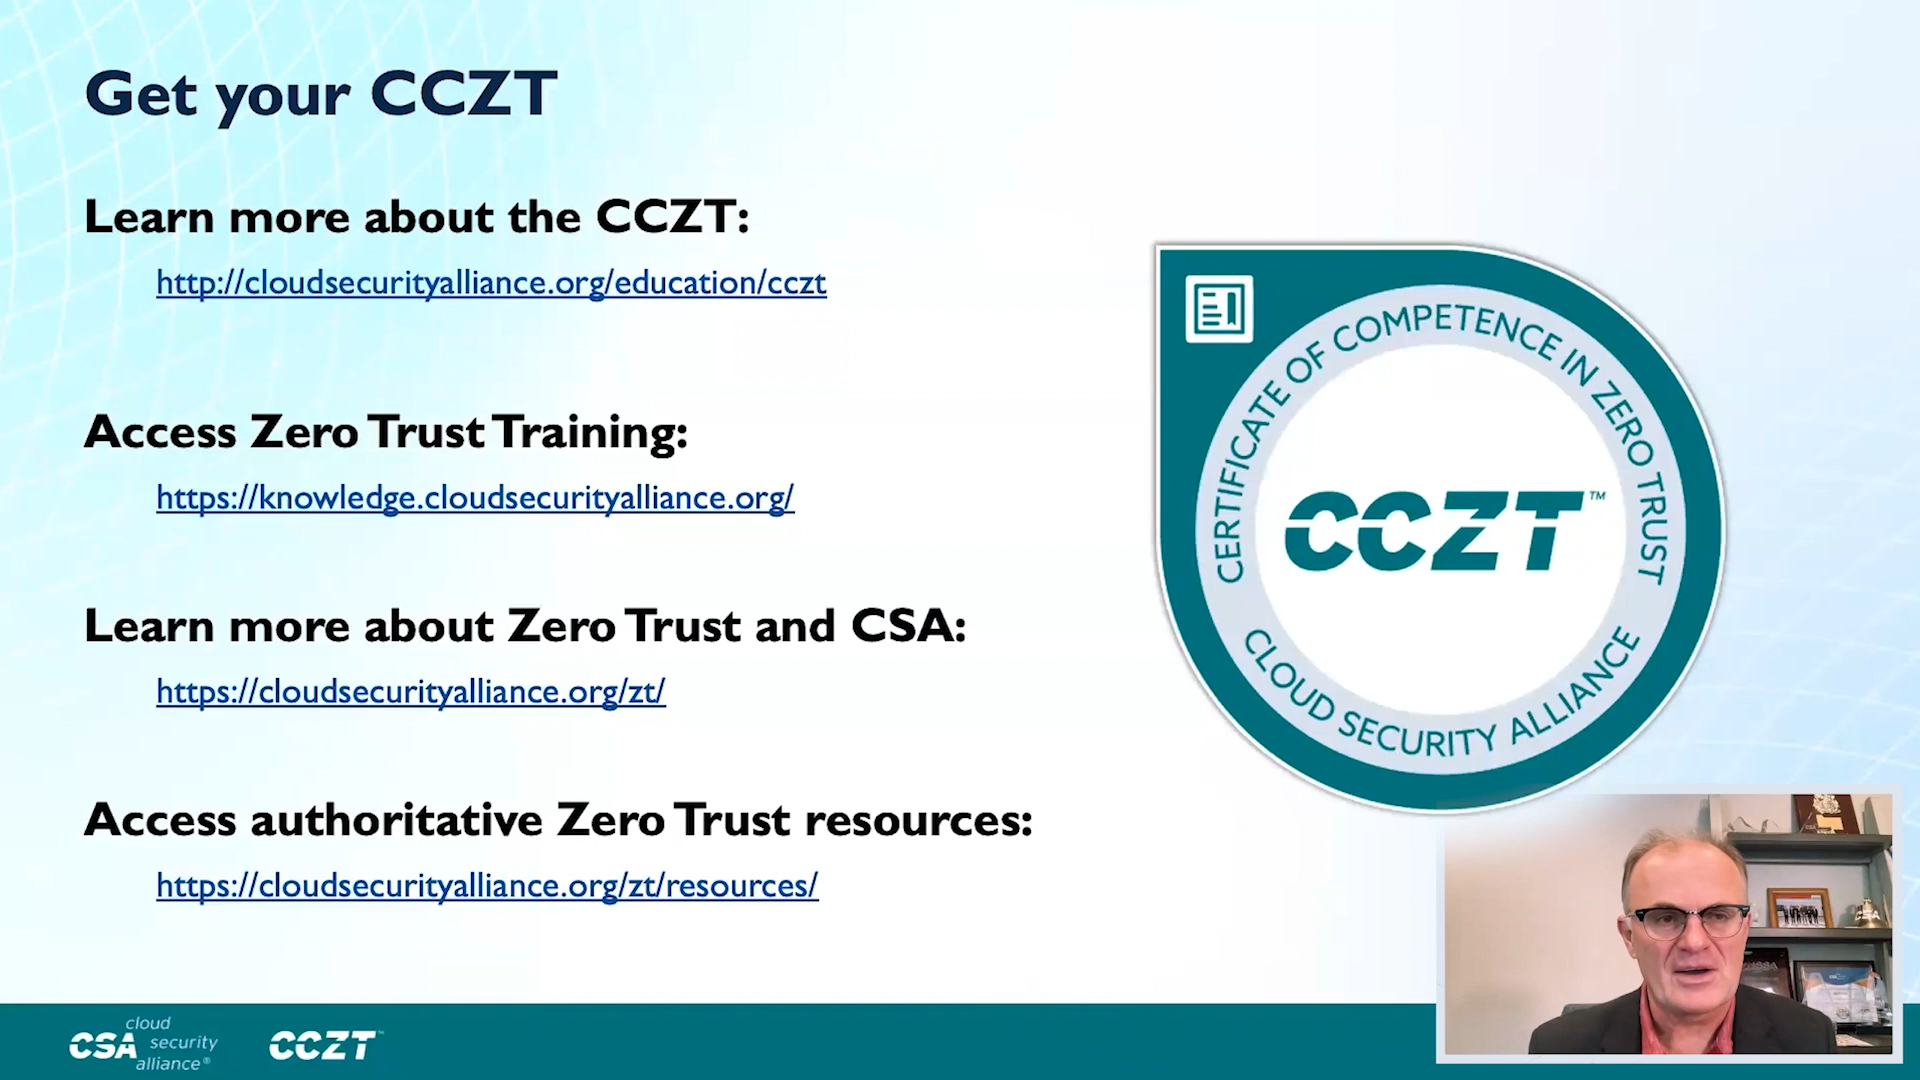 Get your CCZT
Learn more about the CCZT:
http://cloudsecurityalliance.org/education/cczt
Access Zero Trust Training:
https://knowledge.cloudsecurityalliance.org/
Learn more about Zero Trust and CSA:
https://cloudsecurityalliance.org/zt/
Access authoritative Zero Trust resources:
https://cloudsecurityalliance.org/zt/resources/
CERTIFICATE OF COMPETENCE IN ZERO TRUST
CCZT™
CLOUD SECURITY ALLIANCE
CSA cloud security alliance®
CCZT™